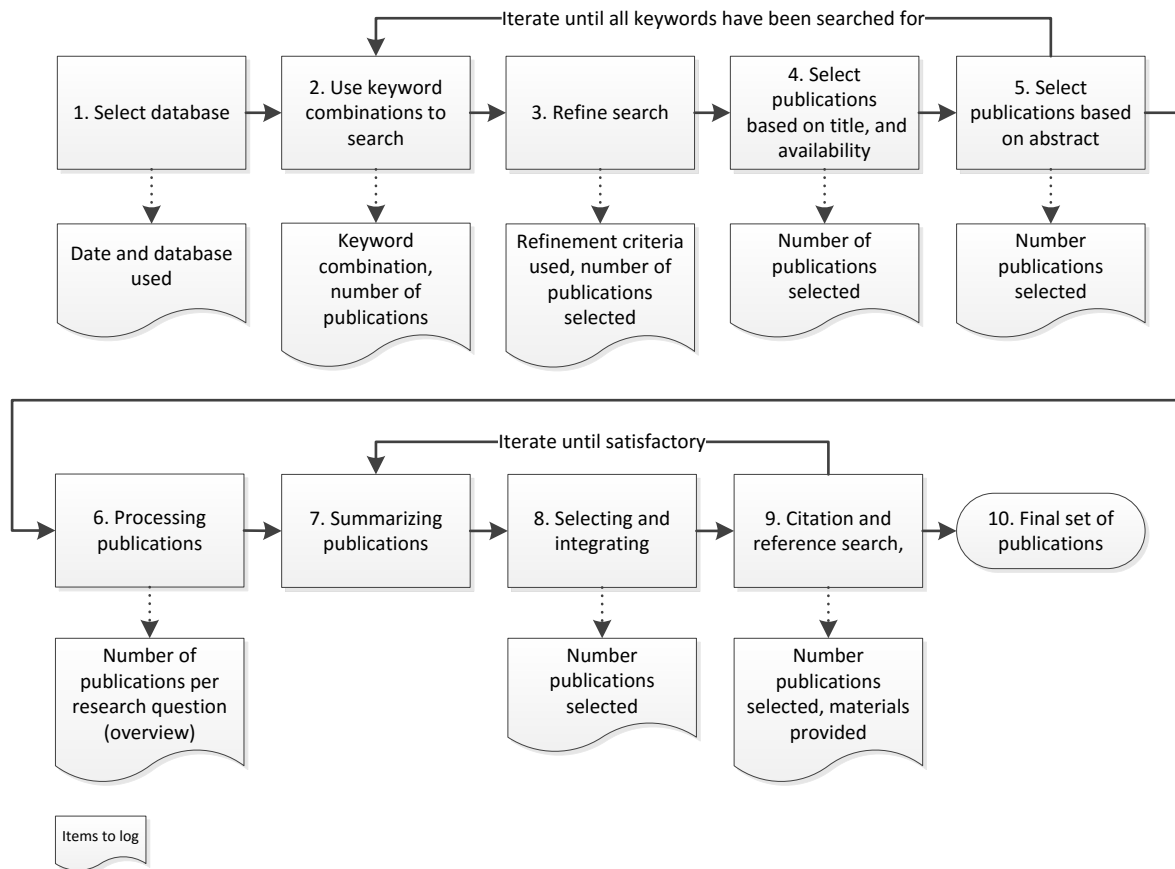 Iterate until all keywords have been searched for
1. Select database
2. Use keyword
combinations to
search
3. Refine search
4. Select
publications
based on title, and
availability
5. Select
publications based
on abstract
Date and database
used
Keyword
combination,
number of
publications
Refinement criteria
used, number of
publications
selected
Number of
publications
selected
Number
publications
selected
Iterate until satisfactory
6. Processing
publications
7. Summarizing
publications
8. Selecting and
integrating
9. Citation and
reference search,
10. Final set of
publications
Number of
publications per
research question
(overview)
Number
publications
selected
Number
publications
selected, materials
provided
Items to log